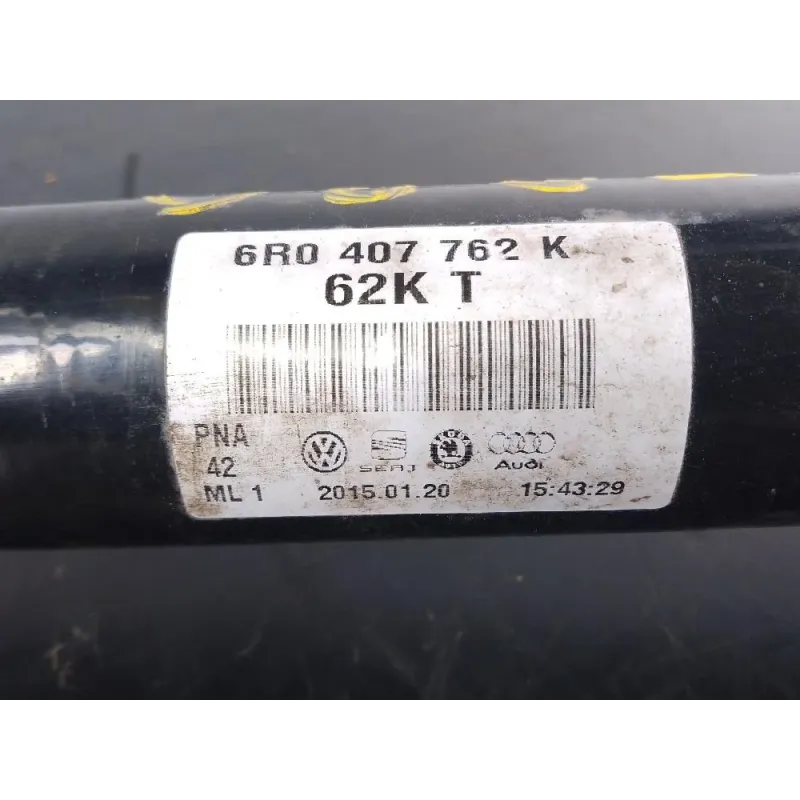 6R0 407 762 K
62K T
PNA
42
SEAT
Audi
ML 1 2015.01.20 15:43:29